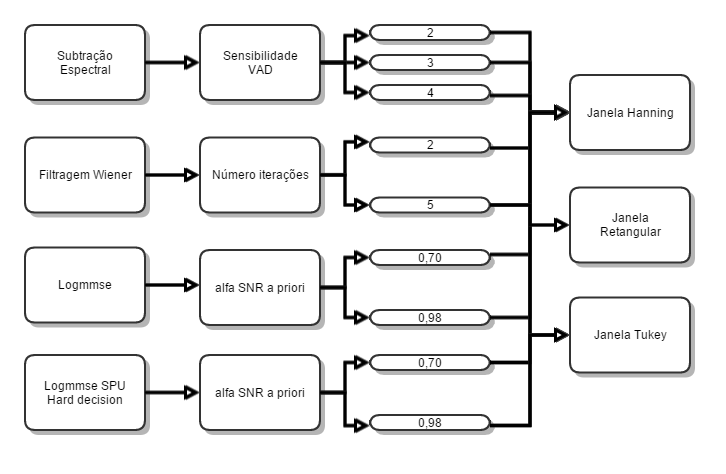 Subtração
Espectral
Sensibilidade
VAD
2
3
4
Janela Hanning
Filtragem Wiener
Número iterações
2
5
Janela
Retangular
Logmmse
alfa SNR a priori
0,70
0,98
Janela Tukey
Logmmse SPU
Hard decision
alfa SNR a priori
0,70
0,98